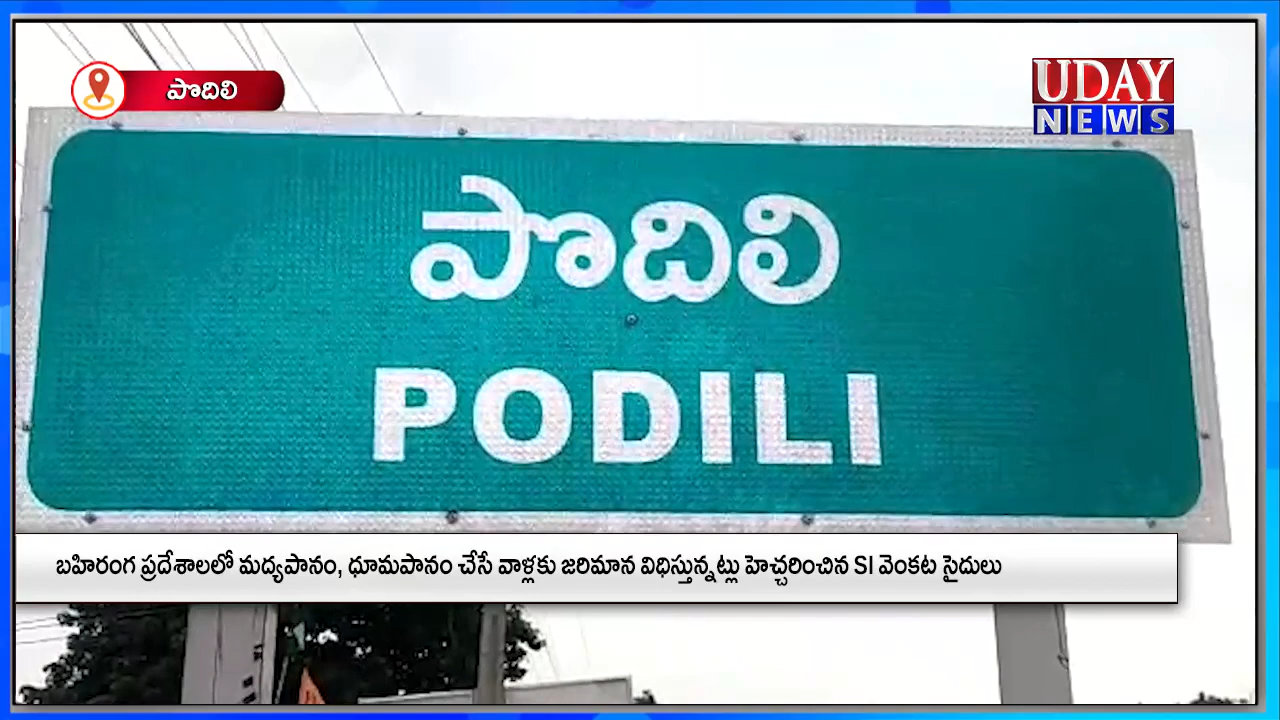 పొదిలి
UDAY
NEWS
పొదిలి
PODILI
బహిరంగ ప్రదేశాలలో మద్యపానం, ధూమపానం చేసే వాళ్లకు జరిమాన విధిస్తున్నట్లు హెచ్చరించిన SI వెంకట సైదులు